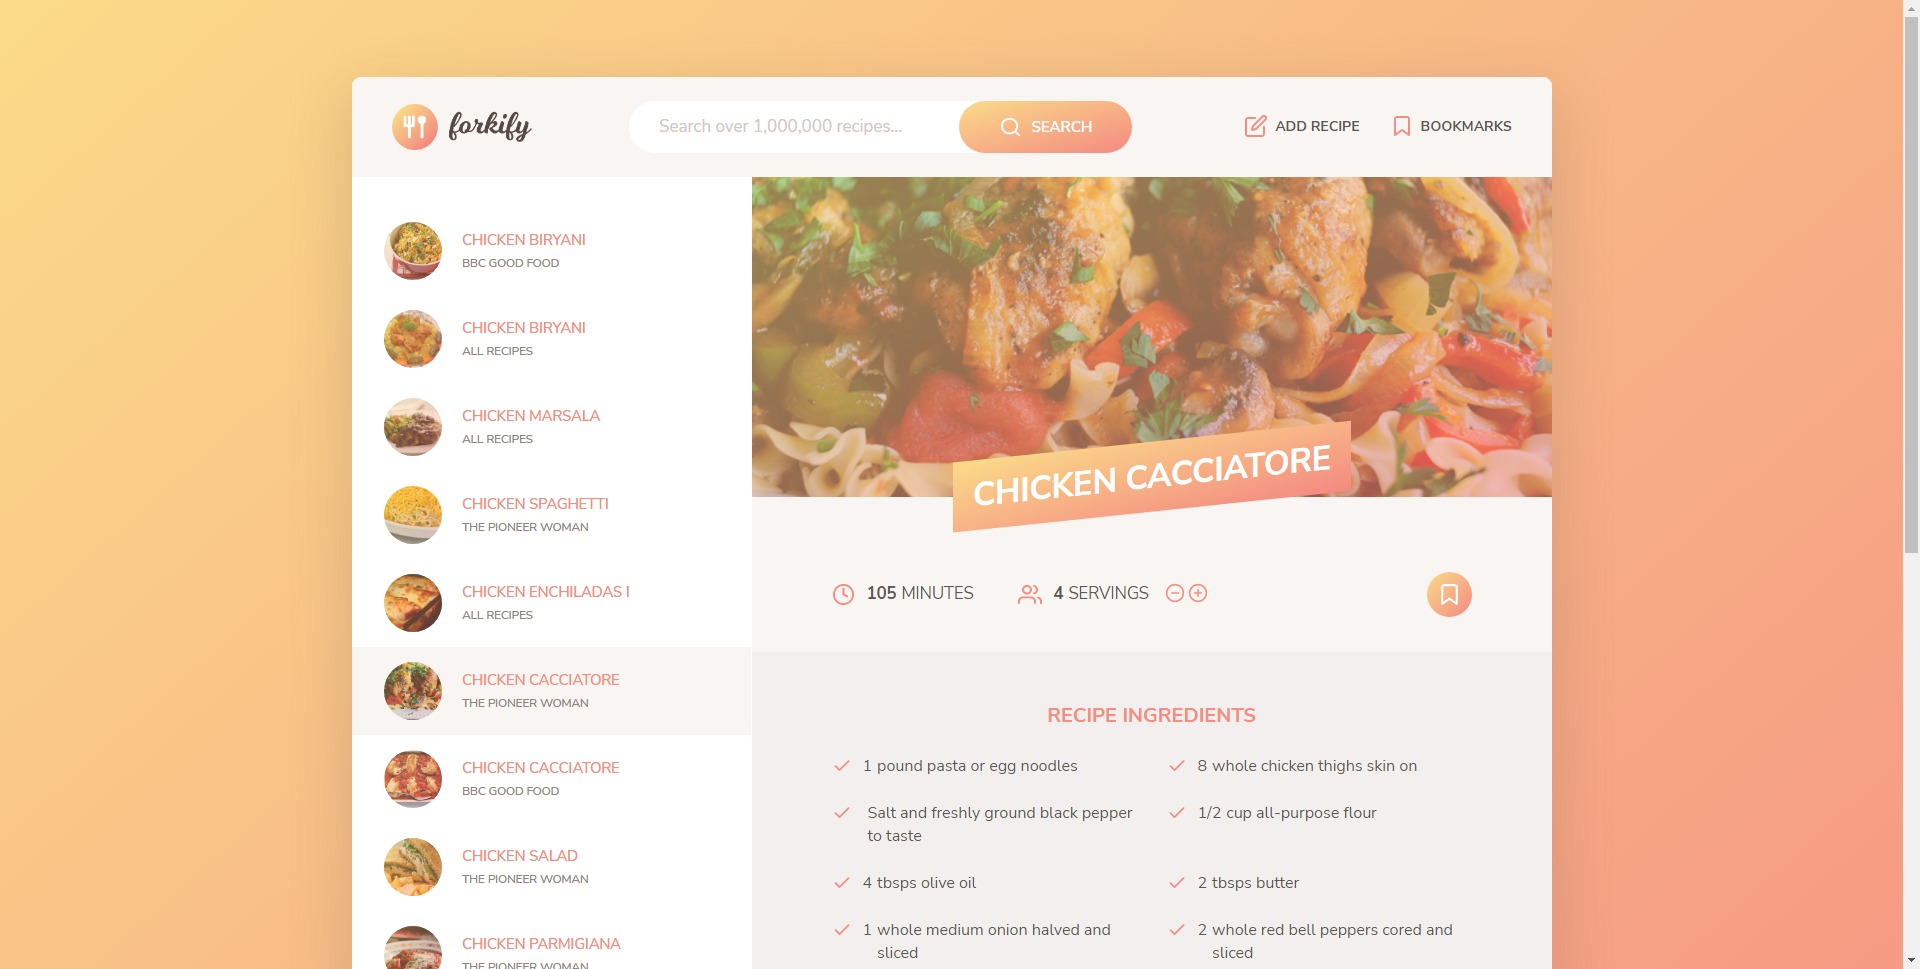 forkify
Search over 1,000,000 recipes...
SEARCH
ADD RECIPE
BOOKMARKS
CHICKEN BIRYANI
BBC GOOD FOOD
CHICKEN BIRYANI
ALL RECIPES
CHICKEN MARSALA
ALL RECIPES
CHICKEN SPAGHETTI
THE PIONEER WOMAN
CHICKEN ENCHILADAS I
ALL RECIPES
CHICKEN CACCIATORE
THE PIONEER WOMAN
CHICKEN CACCIATORE
BBC GOOD FOOD
CHICKEN SALAD
THE PIONEER WOMAN
CHICKEN PARMIGIANA
THE PIONEER WOMAN
CHICKEN CACCIATORE
105 MINUTES
4 SERVINGS
RECIPE INGREDIENTS
1 pound pasta or egg noodles
8 whole chicken thighs skin on
Salt and freshly ground black pepper
to taste
1/2 cup all-purpose flour
4 tbsps olive oil
2 tbsps butter
1 whole medium onion halved and
sliced
2 whole red bell peppers cored and
sliced